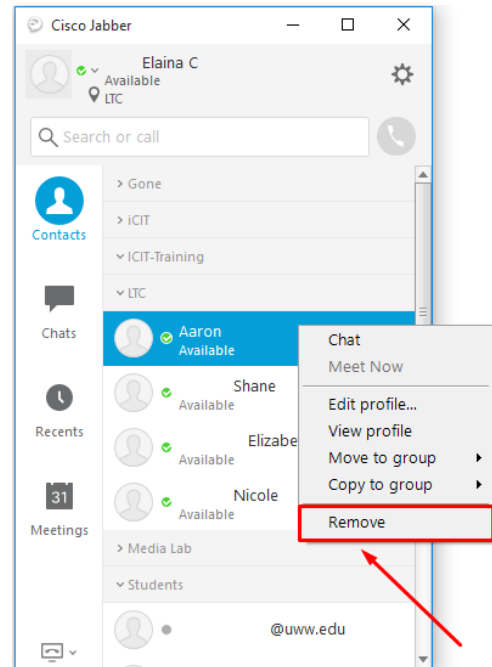 Cisco Jabber
Elaina C
Available
LTC
Search or call
Contacts
Chats
Recents
31
Meetings
Gone
iCIT
ICIT-Training
LTC
Aaron
Available
Shane
Available
Elizabe
Available
Nicole
Available
Media Lab
Students
@uww.edu
Chat
Meet Now
Edit profile...
View profile
Move to group
Copy to group
Remove